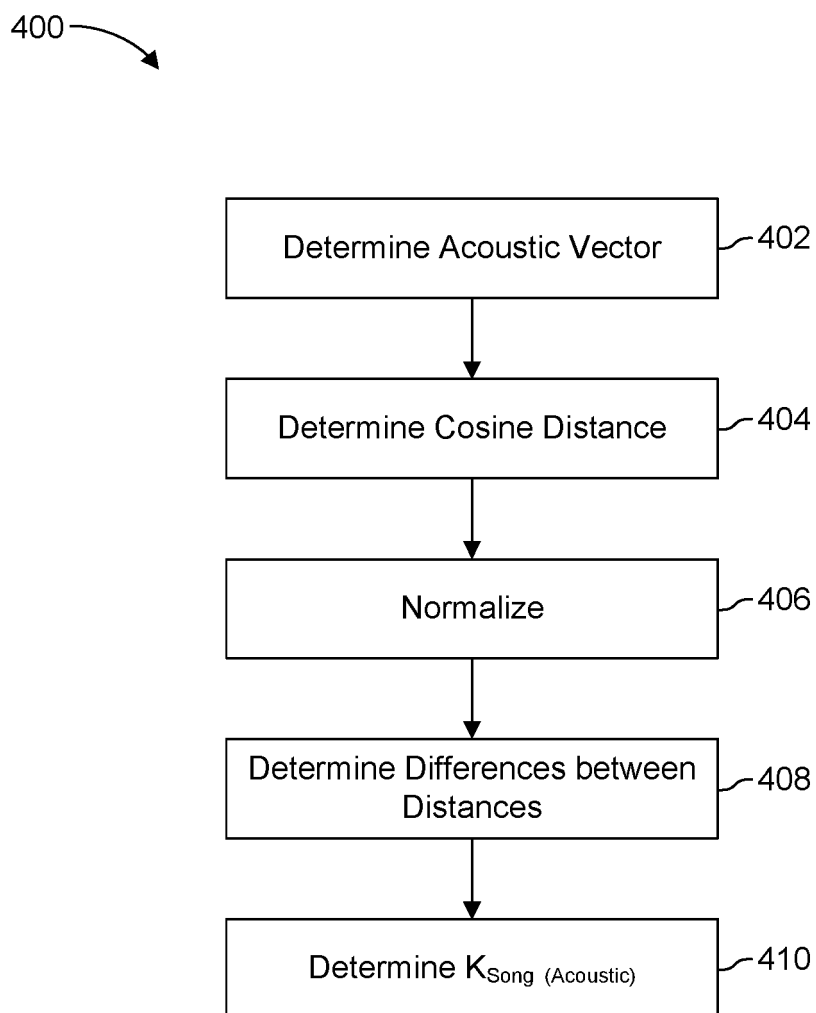 400
Determine Acoustic Vector
402
Determine Cosine Distance
404
Normalize
406
Determine Differences between
Distances
408
Determine K Song (Acoustic)
410